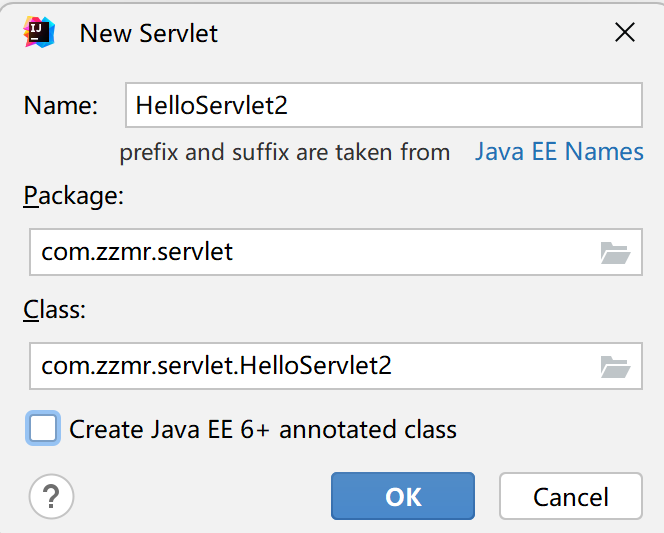 New Servlet
Name: HelloServlet2
prefix and suffix are taken from Java EE Names
Package:
com.zzmr.servlet
Class:
com.zzmr.servlet.HelloServlet2
Create Java EE 6+ annotated class
? OK Cancel